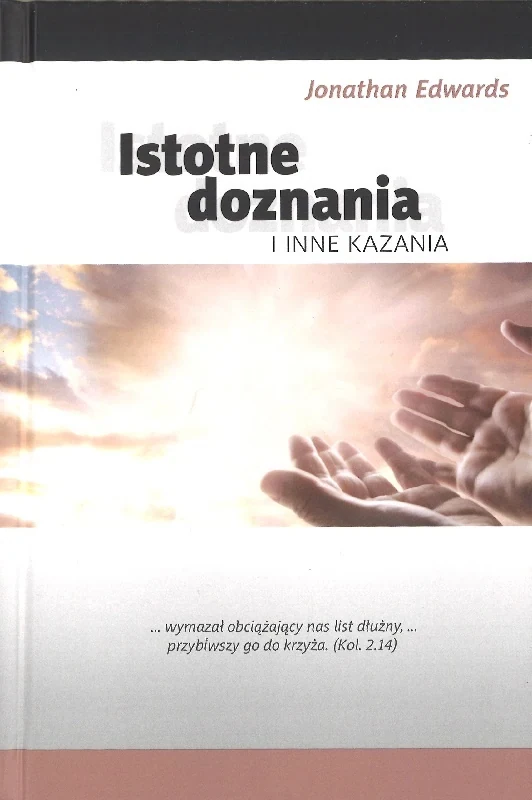 Jonathan Edwards
Istotne
doznania
I INNE KAZANIA
... wymazał obciążający nas list dłużny, ...
przybiwszy go do krzyża. (Kol. 2.14)